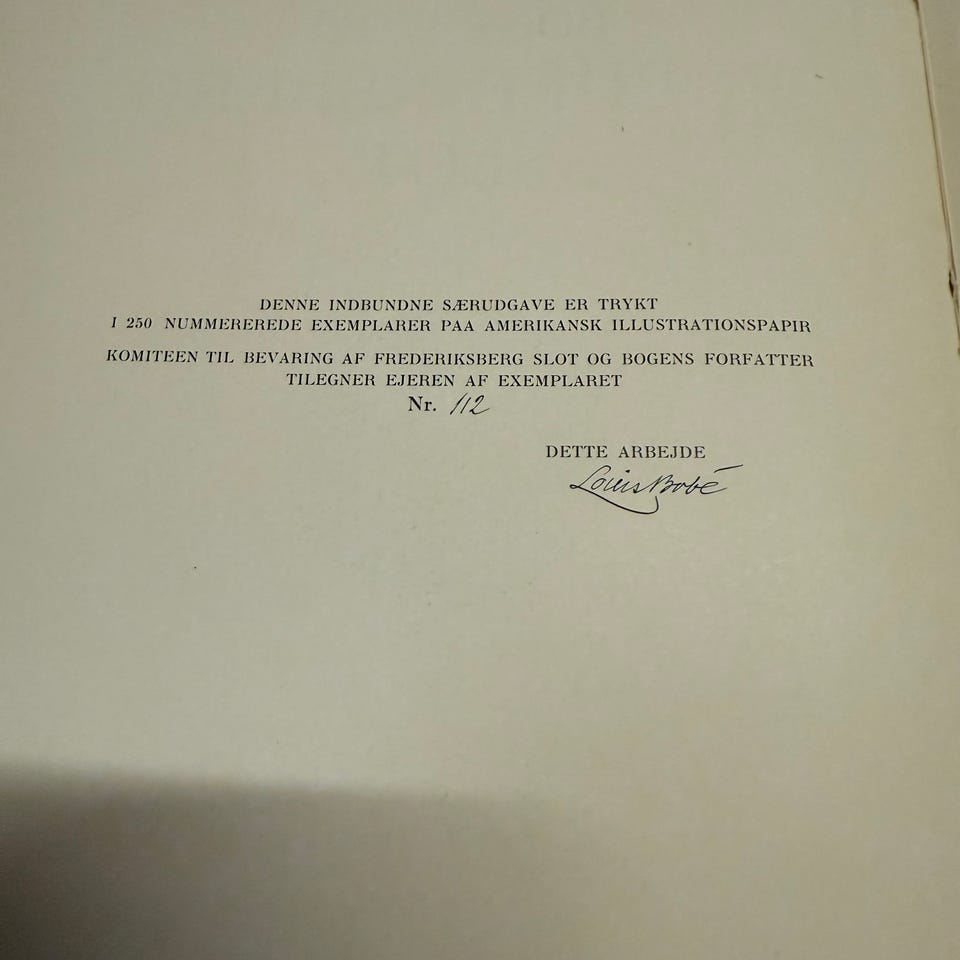 DENNE INDBUNDNE SÆRUDGAVE ER TRYKT
I 250 NUMMEREREDE EXEMPLARER PAA AMERIKANSK ILLUSTRATIONSPAPIR
KOMITEEN TIL BEVARING AF FREDERIKSBERG SLOT OG BOGENS FORFATTER
TILEGNER EJEREN AF EXEMPLARET
Nr. 112
DETTE ARBEJDE
Louis Bobé